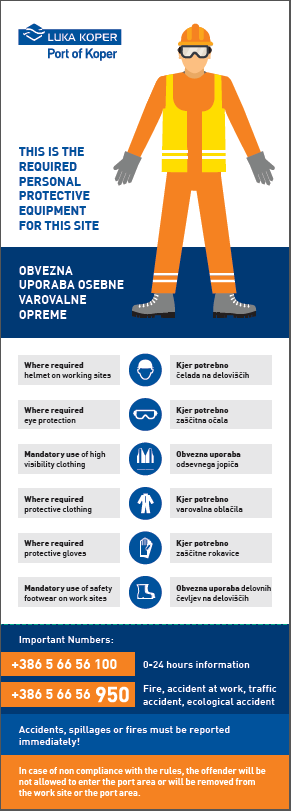 LUKA KOPER
Port of Koper
THIS IS THE
REQUIRED
PERSONAL
PROTECTIVE
EQUIPMENT
FOR THIS SITE
OBVEZNA
UPORABA OSEBNE
VAROVALNE
OPREME
Where required
helmet on working sites
Kjer potrebno
čelada na deloviščih
Where required
eye protection
Kjer potrebno
zaščitna očala
Mandatory use of high
visibility clothing
Obvezna uporaba
odsevnega jopiča
Where required
protective clothing
Kjer potrebno
varovalna oblačila
Where required
protective gloves
Kjer potrebno
zaščitne rokavice
Mandatory use of safety
footwear on work sites
Obvezna uporaba delovnih
čevljev na deloviščih
Important Numbers:
+386 5 66 56 100
0-24 hours information
+386 5 66 56 950
Fire, accident at work, traffic
accident, ecological accident
Accidents, spillages or fires must be reported
immediately!
In case of non compliance with the rules, the offender will be
not allowed to enter the port area or will be removed from
the work site or the port area.